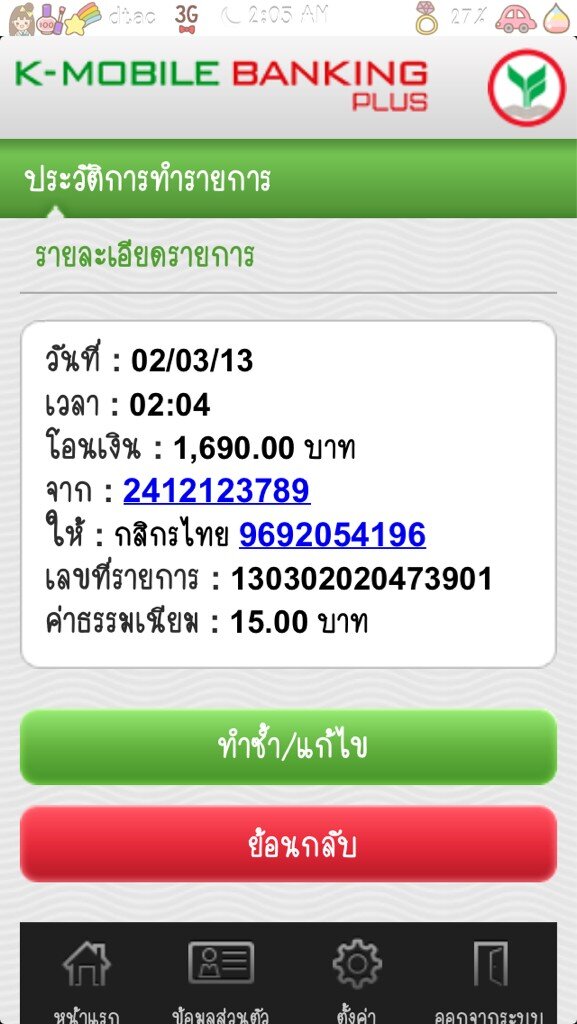 dtac 3G 2:05 AM 27%
K-MOBILE BANKING
PLUS
ประวัติการทำรายการ
รายละเอียดรายการ
วันที่ : 02/03/13
เวลา : 02:04
โอนเงิน : 1,690.00 บาท
จาก : 2412123789
ให้ : กสิกรไทย 9692054196
เลขที่รายการ : 130302020473901
ค่าธรรมเนียม : 15.00 บาท
ทำซ้ำ/แก้ไข
ย้อนกลับ
หน้าแรก ข้อมูลส่วนตัว ตั้งค่า ออกจากระบบ